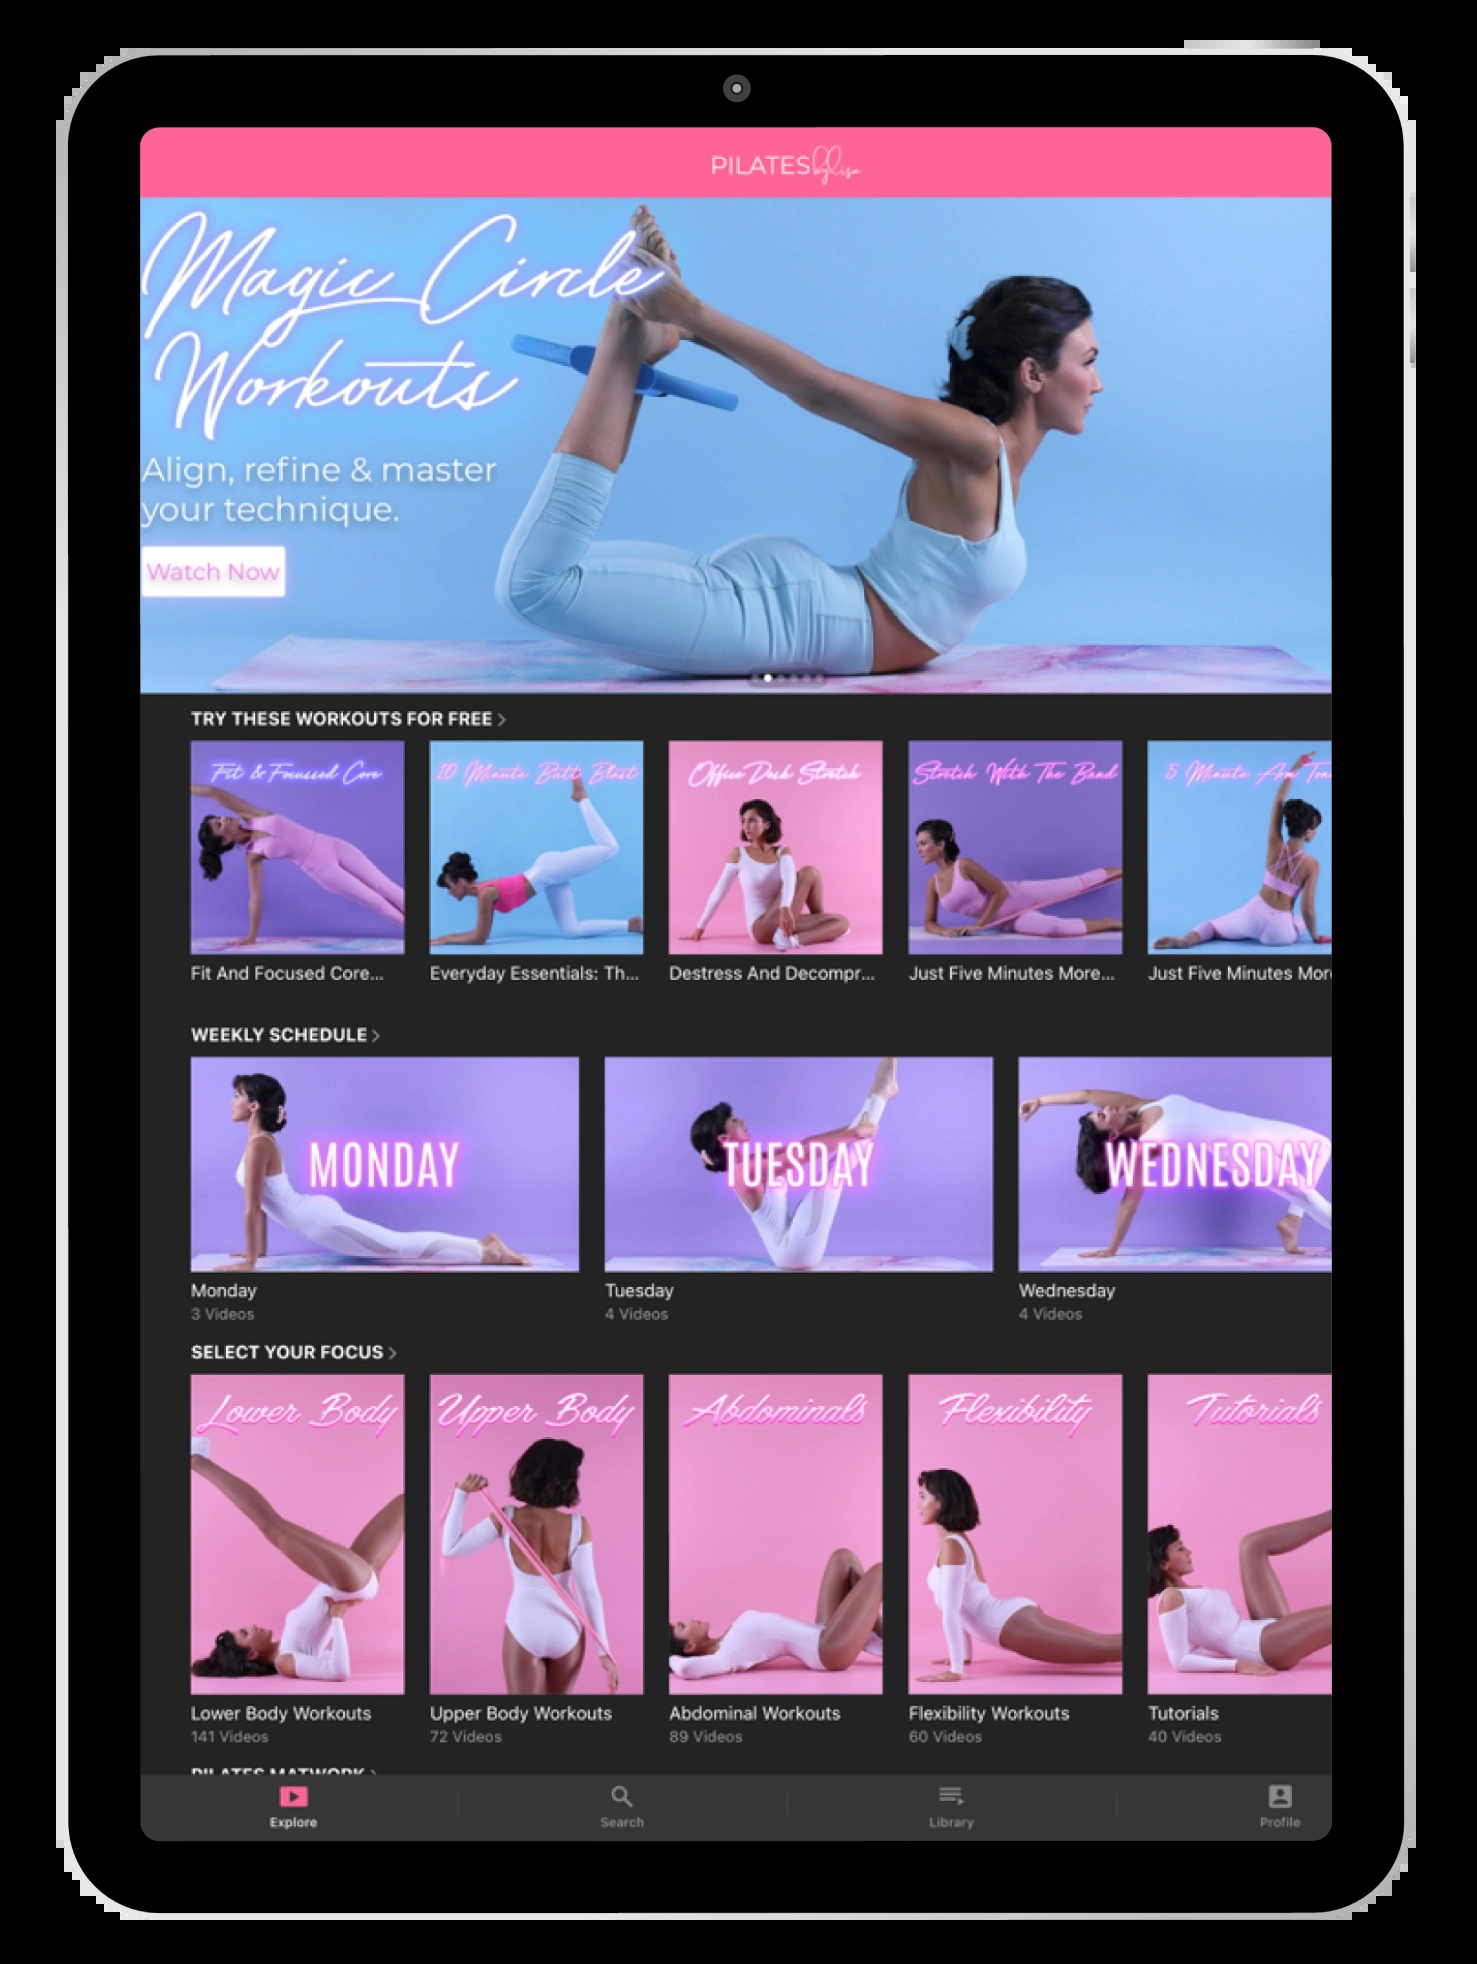 PILATES by lisa
Magic Circle
Workouts
Align, refine & master
your technique.
Watch Now
TRY THESE WORKOUTS FOR FREE >
Fit & Focussed Core
10 Minute Butt Blast
Office Desk Stretch
Stretch With The Band
5 Minute Arm Ton
Fit And Focused Core...
Everyday Essentials: Th...
Destress And Decompr...
Just Five Minutes More...
Just Five Minutes Mor
WEEKLY SCHEDULE >
MONDAY
TUESDAY
WEDNESDAY
Monday
3 Videos
Tuesday
4 Videos
Wednesday
4 Videos
SELECT YOUR FOCUS >
Lower Body
Upper Body
Abdominals
Flexibility
Tutorials
Lower Body Workouts
141 Videos
Upper Body Workouts
72 Videos
Abdominal Workouts
89 Videos
Flexibility Workouts
60 Videos
Tutorials
40 Videos
PILATES MATWORK >
Explore
Search
Library
Profile